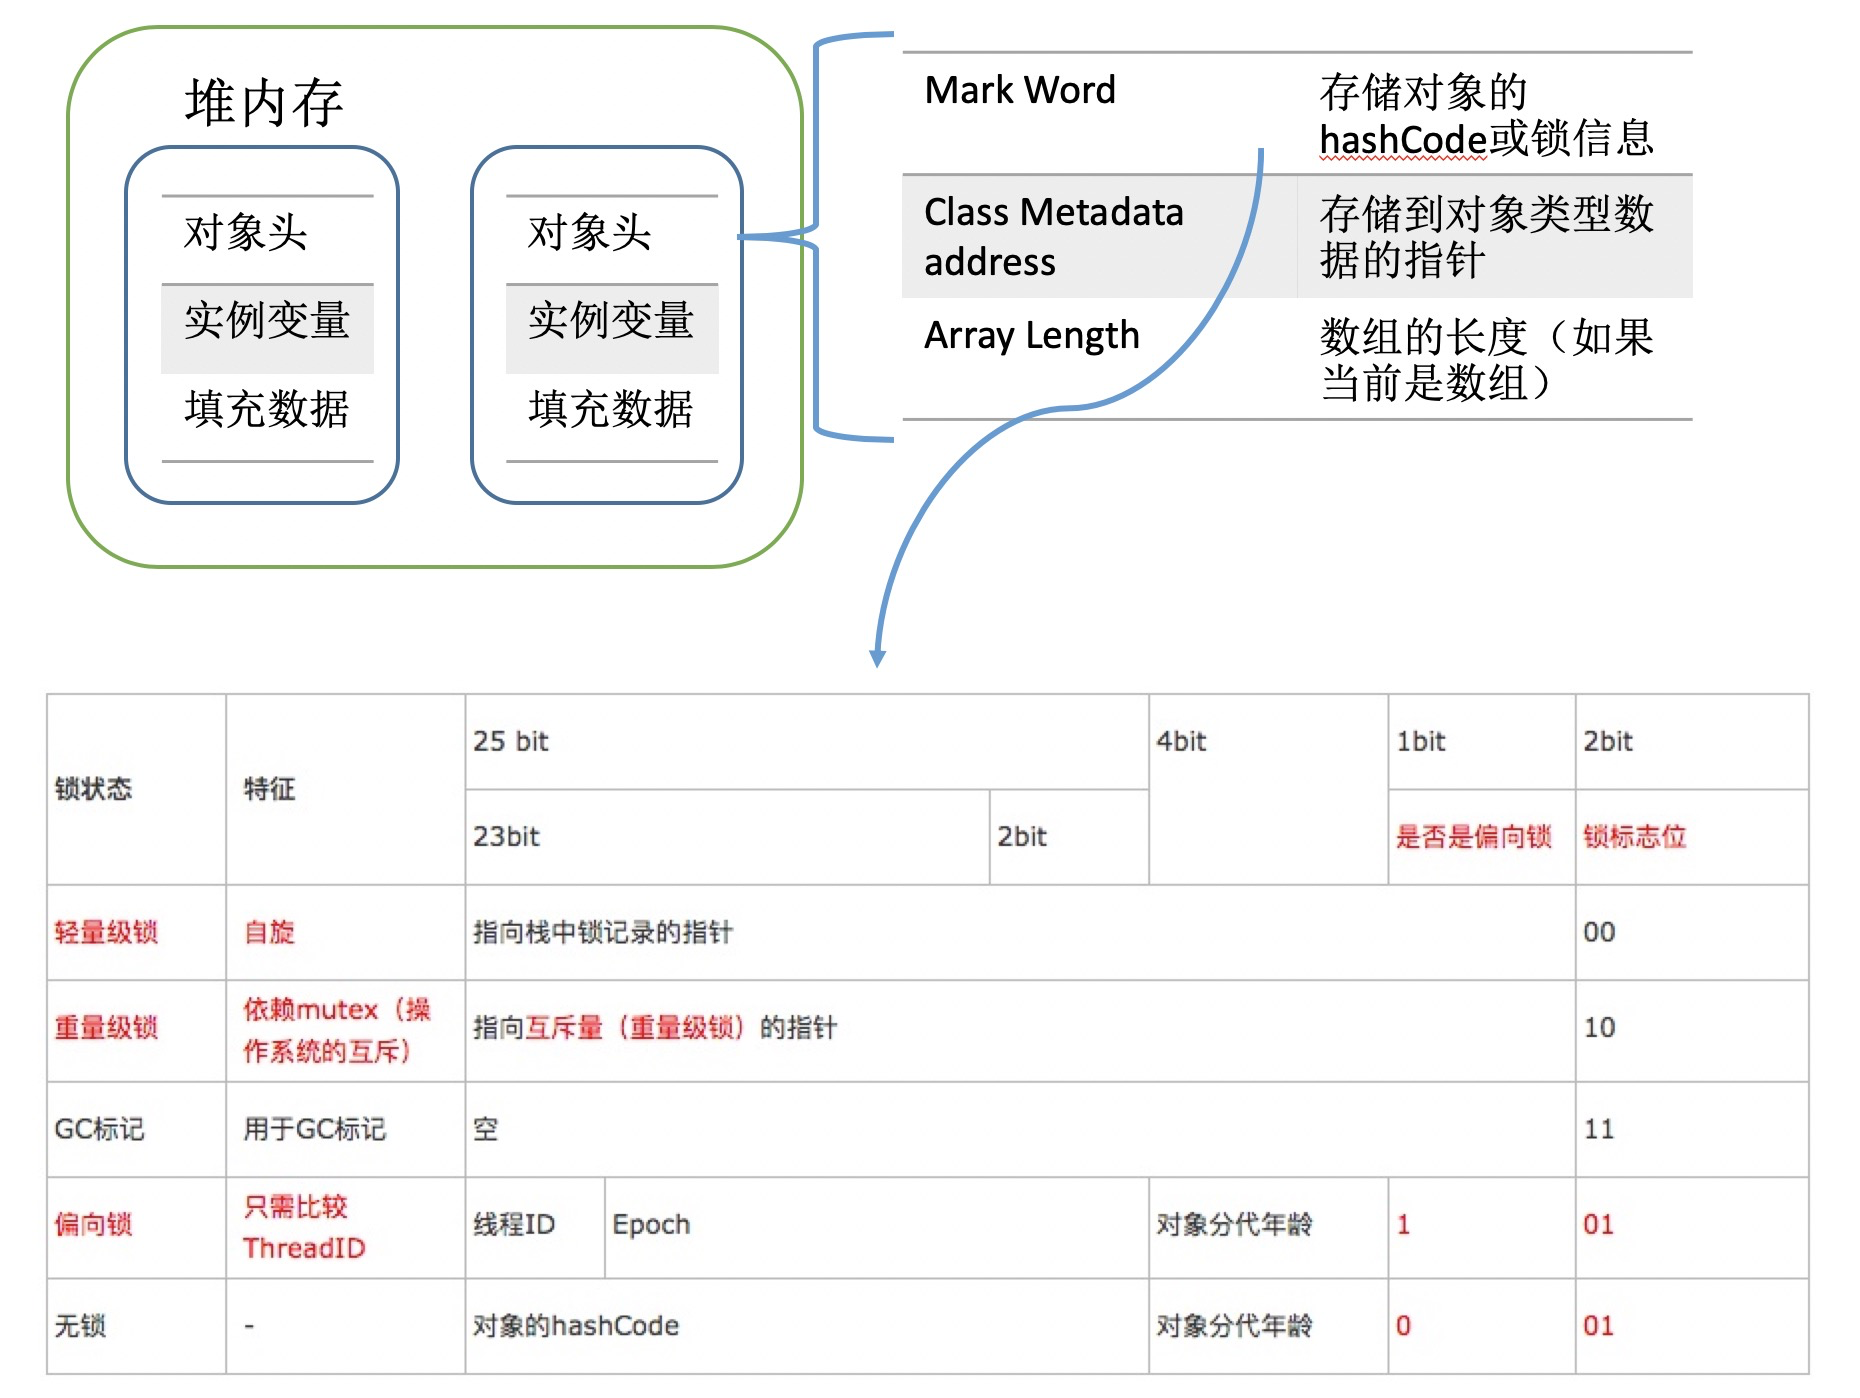 堆内存
对象头
实例变量
填充数据
对象头
实例变量
填充数据
Mark Word
存储对象的
hashCode或锁信息
Class Metadata
address
存储到对象类型数
据的指针
Array Length
数组的长度（如果
当前是数组）
锁状态
特征
25 bit
4bit
1bit
2bit
23bit
2bit
是否是偏向锁
锁标志位
轻量级锁
自旋
指向栈中锁记录的指针
00
重量级锁
依赖mutex（操
作系统的互斥）
指向互斥量（重量级锁）的指针
10
GC标记
用于GC标记
空
11
偏向锁
只需比较
ThreadID
线程ID
Epoch
对象分代年龄
1
01
无锁
-
对象的hashCode
对象分代年龄
0
01